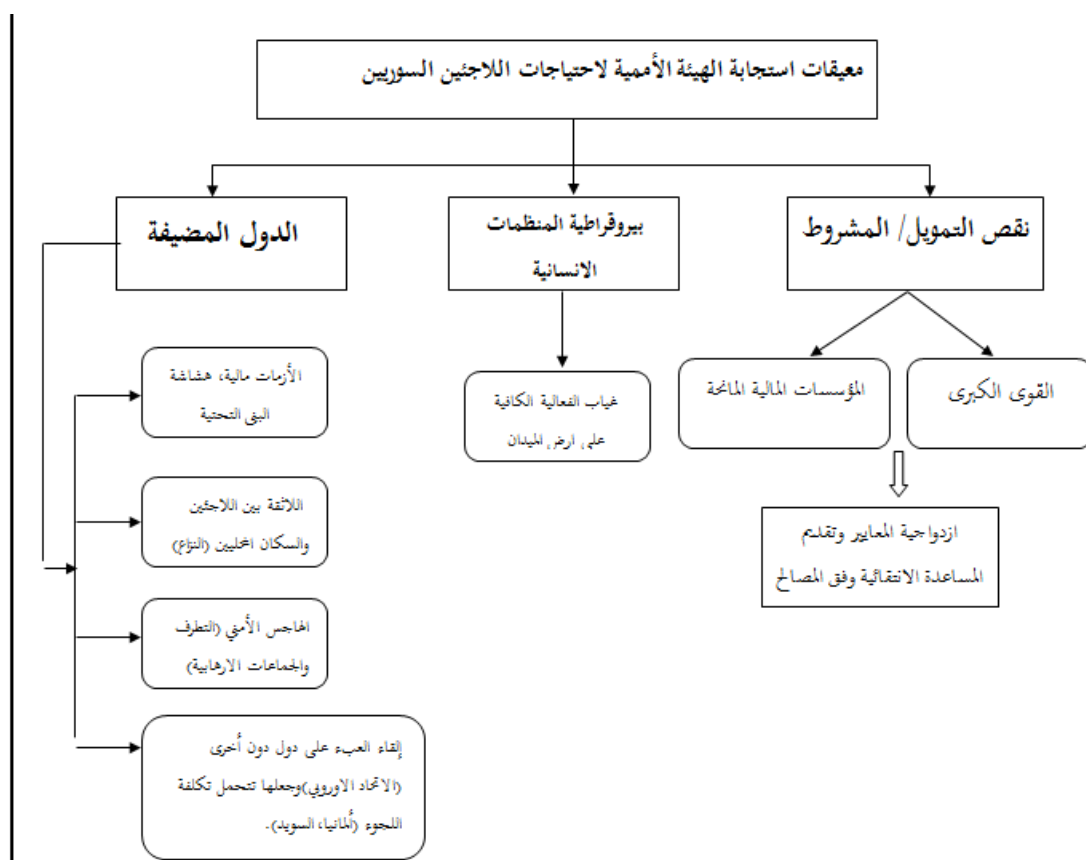 معيقات استجابة الهيئة الأممية لاحتياجات اللاجئين السوريين
نقص التمويل/ المشروط
بيروقراطية المنظمات
الانسانية
الدول المضيفة
القوى الكبرى
المؤسسات المالية المانحة
ازدواجية المعايير وتقديم
المساعدة الانتقائية وفق المصالح
غياب الفعالية الكافية
على ارض الميدان
الأزمات مالية، هشاشة
البنى التحتية
اللاثقة بين اللاجئين
والسكان المحليين (النزاع)
الهاجس الأمني (التطرف
والجماعات الارهابية)
إلقاء العبء على دول دون أخرى
(الاتحاد الاوروبي)وجعلها تتحمل تكلفة
اللجوء (ألمانيا، السويد).